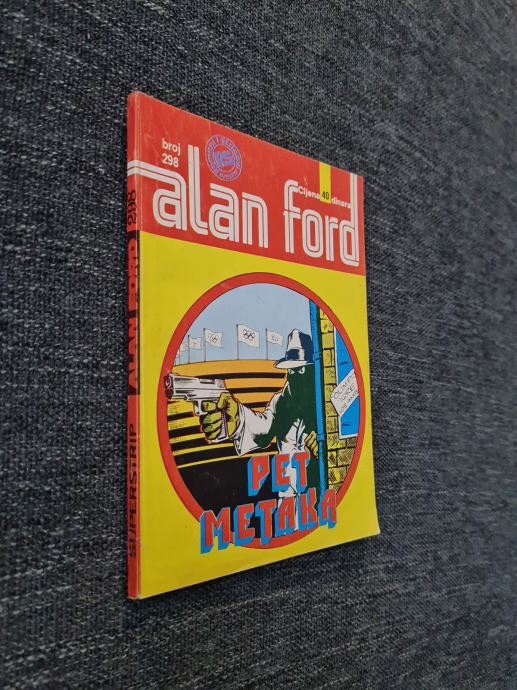 broj
298
Cijena 40 dinara
alan ford
PET
METAKA
SUPERSTRIP ALAN FORD 298